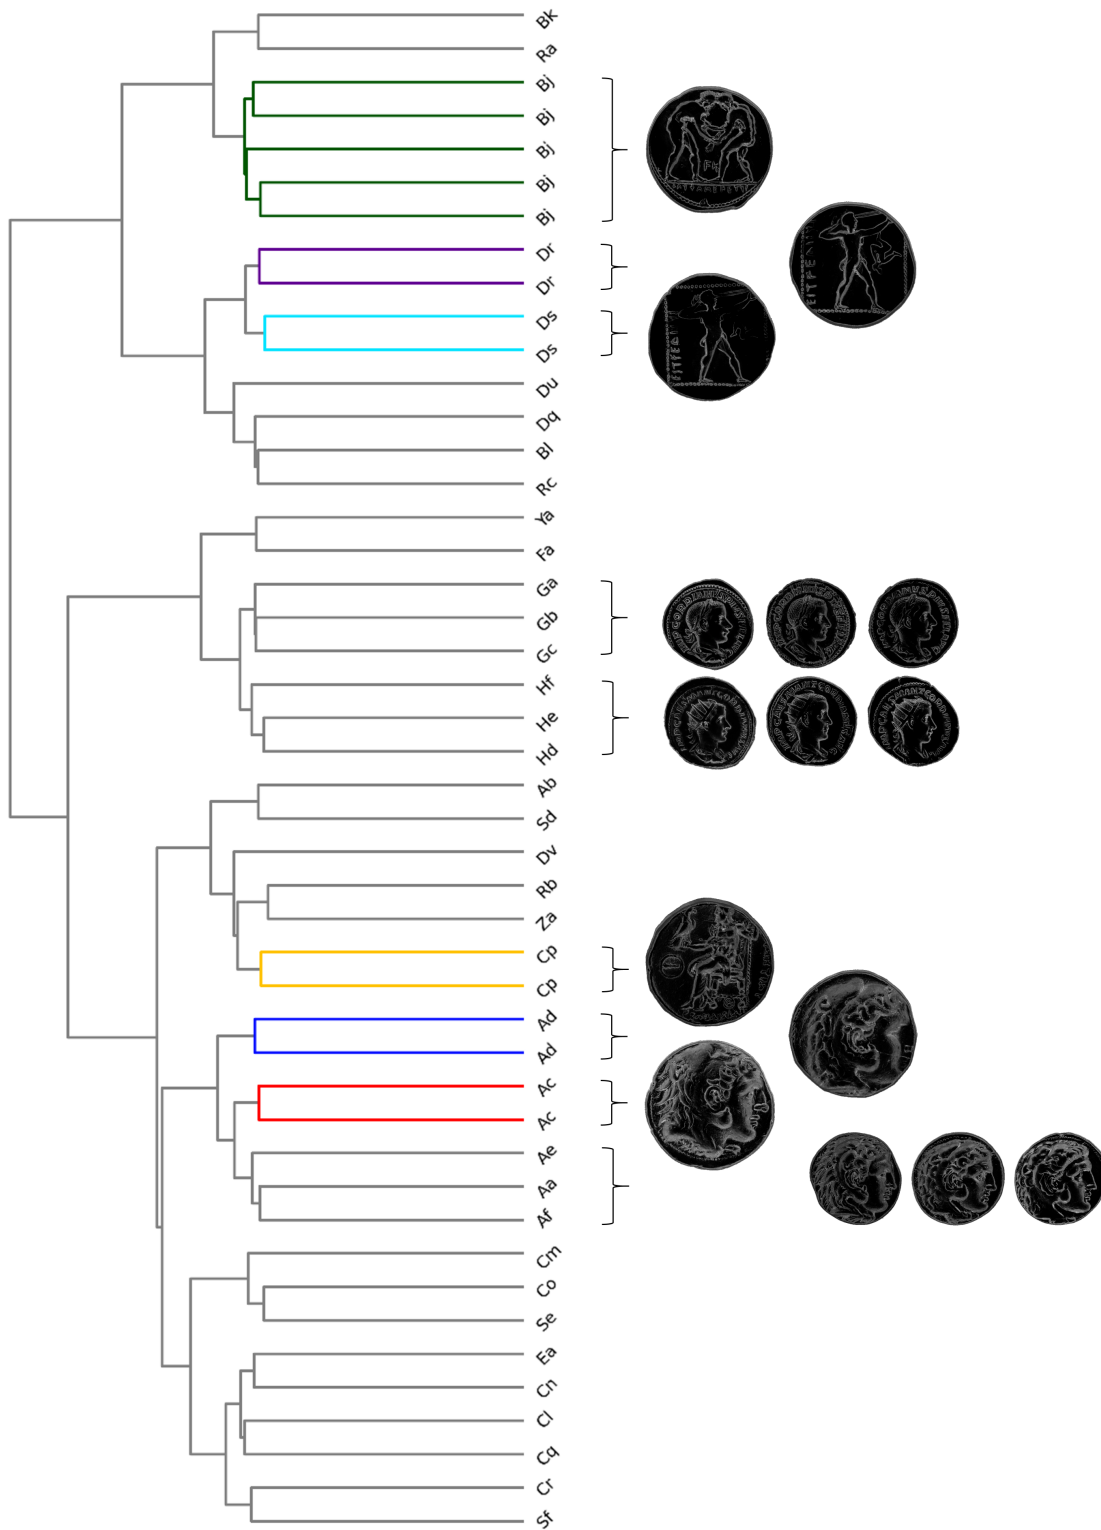 Bk
Ra
Bj
Bj
Bj
Bj
Bj
Dr
Dr
Ds
Ds
Du
Dq
Bl
Rc
Ya
Fa
Ga
Gb
Gc
Hf
He
Hd
Ab
Sd
Dv
Rb
Za
Cp
Cp
Ad
Ad
Ac
Ac
Ae
Aa
Af
Cm
Co
Se
Ea
Cn
Cl
Cq
Cr
Sf